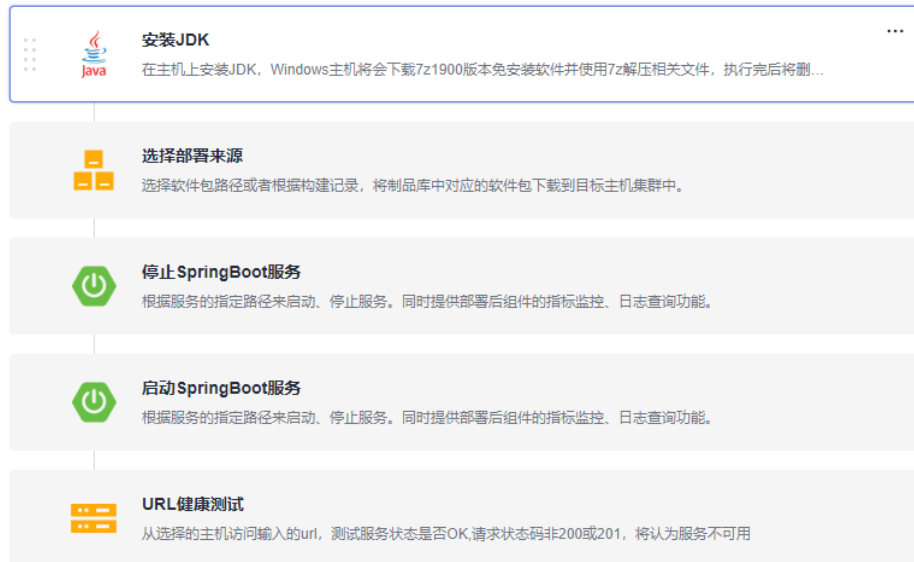 安装JDK
...
在主机上安装JDK，Windows主机将会下载7z1900版本免安装软件并使用7z解压相关文件，执行完后将删...
Java
选择部署来源
选择软件包路径或者根据构建记录，将制品库中对应的软件包下载到目标主机集群中。
停止SpringBoot服务
根据服务的指定路径来启动、停止服务。同时提供部署后组件的指标监控、日志查询功能。
启动SpringBoot服务
根据服务的指定路径来启动、停止服务。同时提供部署后组件的指标监控、日志查询功能。
URL健康测试
从选择的主机访问输入的url，测试服务状态是否OK,请求状态码非200或201，将认为服务不可用